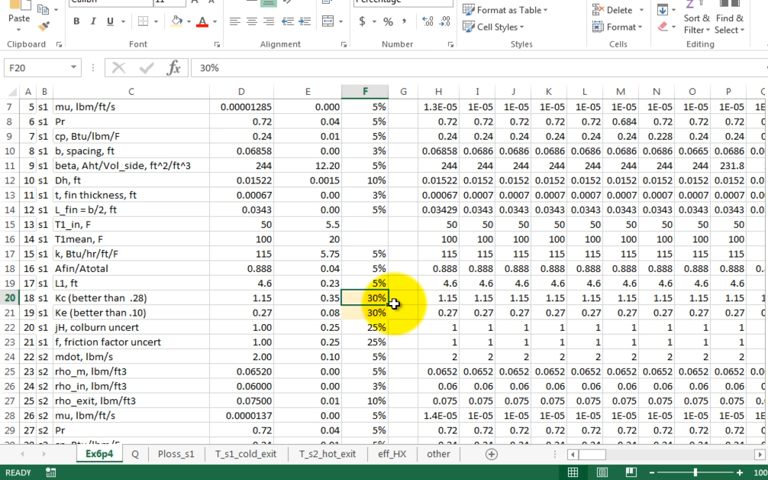 Paste
Calibri
11
B I U
Font
Clipboard
Alignment
Percentage
$ % ,
Number
Format as Table
Cell Styles
Styles
Delete
Format
Cells
Sort & Filter
Find & Select
Editing
F20 fx 30%
A B C D E F G H I J K L M N O P Q
7 5 s1 mu, lbm/ft/s 0.00001285 0.000 5% 1.3E-05 1E-05 1E-05 1E-05 1E-05 1E-05 1E-05 1E-05 1E-05
8 6 s1 Pr 0.72 0.04 5% 0.72 0.72 0.72 0.72 0.72 0.684 0.72 0.72 0.72
9 7 s1 cp, Btu/lbm/F 0.24 0.01 5% 0.24 0.24 0.24 0.24 0.24 0.24 0.228 0.24 0.24
10 8 s1 b, spacing, ft 0.06858 0.00 3% 0.06858 0.0686 0.0686 0.0686 0.0686 0.0686 0.0686 0.0665 0.0686
11 9 s1 beta, Aht/Vol_side, ft^2/ft^3 244 12.20 5% 244 244 244 244 244 244 244 244 231.8
12 10 s1 Dh, ft 0.01522 0.0015 10% 0.01522 0.0152 0.0152 0.0152 0.0152 0.0152 0.0152 0.0152 0.0152
13 11 s1 t, fin thickness, ft 0.00067 0.00 3% 0.00067 0.0007 0.0007 0.0007 0.0007 0.0007 0.0007 0.0007 0.0007
14 12 s1 L_fin = b/2, ft 0.0343 0.00 5% 0.03429 0.0343 0.0343 0.0343 0.0343 0.0343 0.0343 0.0343 0.0343
15 13 s1 T1_in, F 50 5.5 50 50 50 50 50 50 50 50 50
16 14 s1 T1mean, F 100 20 100 100 100 100 100 100 100 100 100
17 15 s1 k, Btu/hr/ft/F 115 5.75 5% 115 115 115 115 115 115 115 115 115
18 16 s1 Afin/Atotal 0.888 0.04 5% 0.888 0.888 0.888 0.888 0.888 0.888 0.888 0.888 0.888
19 17 s1 L1, ft 4.6 0.23 5% 4.6 4.6 4.6 4.6 4.6 4.6 4.6 4.6 4.6
20 18 s1 Kc (better than .28) 1.15 0.35 30% 1.15 1.15 1.15 1.15 1.15 1.15 1.15 1.15 1.15
21 19 s1 Ke (better than .10) 0.27 0.08 30% 0.27 0.27 0.27 0.27 0.27 0.27 0.27 0.27 0.27
22 20 s1 jH, colburn uncert 1.00 0.25 25% 1 1 1 1 1 1 1 1 1
23 21 s1 f, friction factor uncert 1.00 0.25 25% 1 1 1 1 1 1 1 1 1
24 22 s2 mdot, lbm/s 2.00 0.10 5% 2 2 2 2 2 2 2 2 2
25 23 s2 rho_m, lbm/ft3 0.06520 0.00 3% 0.0652 0.0652 0.0652 0.0652 0.0652 0.0652 0.0652 0.0652 0.0652
26 24 s2 rho_in, lbm/ft3 0.06000 0.00 3% 0.06 0.06 0.06 0.06 0.06 0.06 0.06 0.06 0.06
27 25 s2 rho_exit, lbm/ft3 0.07500 0.01 10% 0.075 0.075 0.075 0.075 0.075 0.075 0.075 0.075 0.075
28 26 s2 mu, lbm/ft/s 0.0000137 0.00 5% 1.4E-05 1E-05 1E-05 1E-05 1E-05 1E-05 1E-05 1E-05 1E-05
29 27 s2 Pr 0.72 0.04 5% 0.72 0.72 0.72 0.72 0.72 0.72 0.72 0.72 0.72
Ex6p4 Q Ploss_s1 T_s1_cold_exit T_s2_hot_exit eff_HX other
READY 100